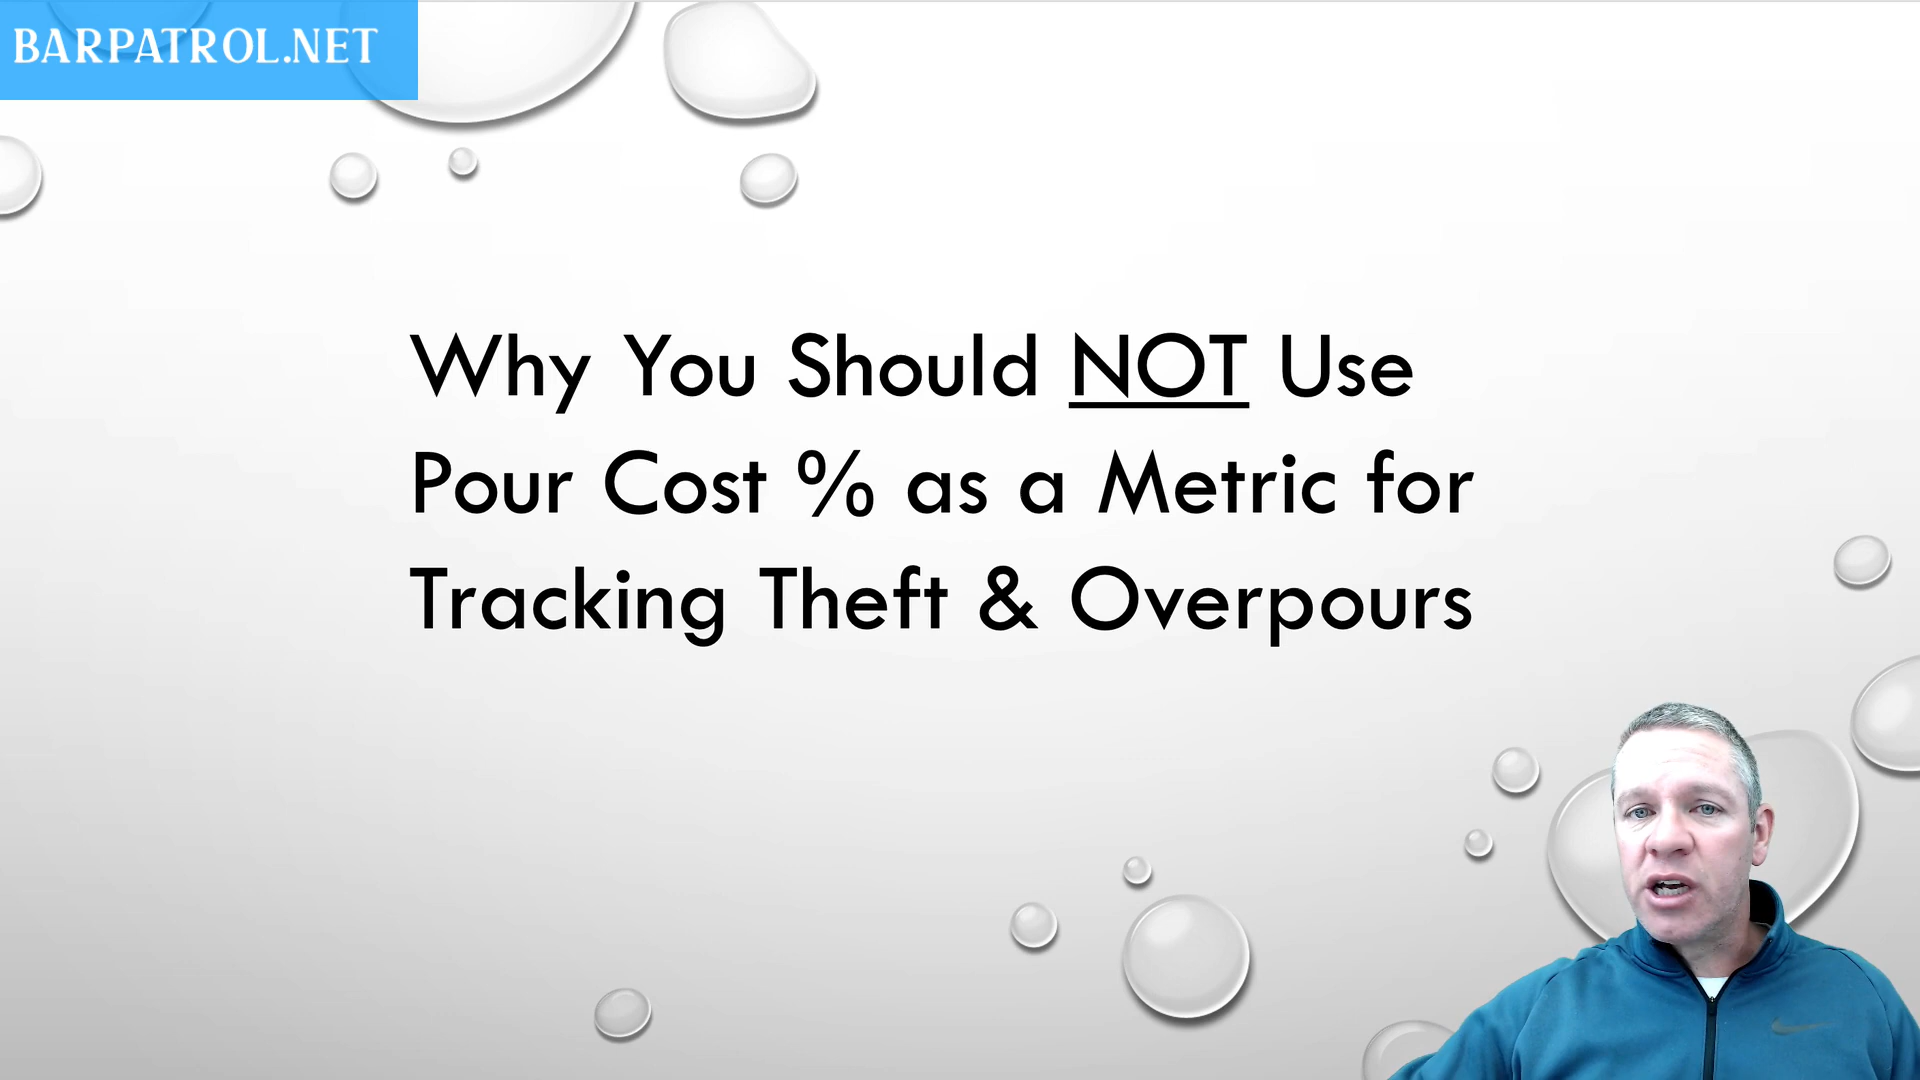 BARPATROL.NET
Why You Should NOT Use
Pour Cost % as a Metric for
Tracking Theft & Overpours